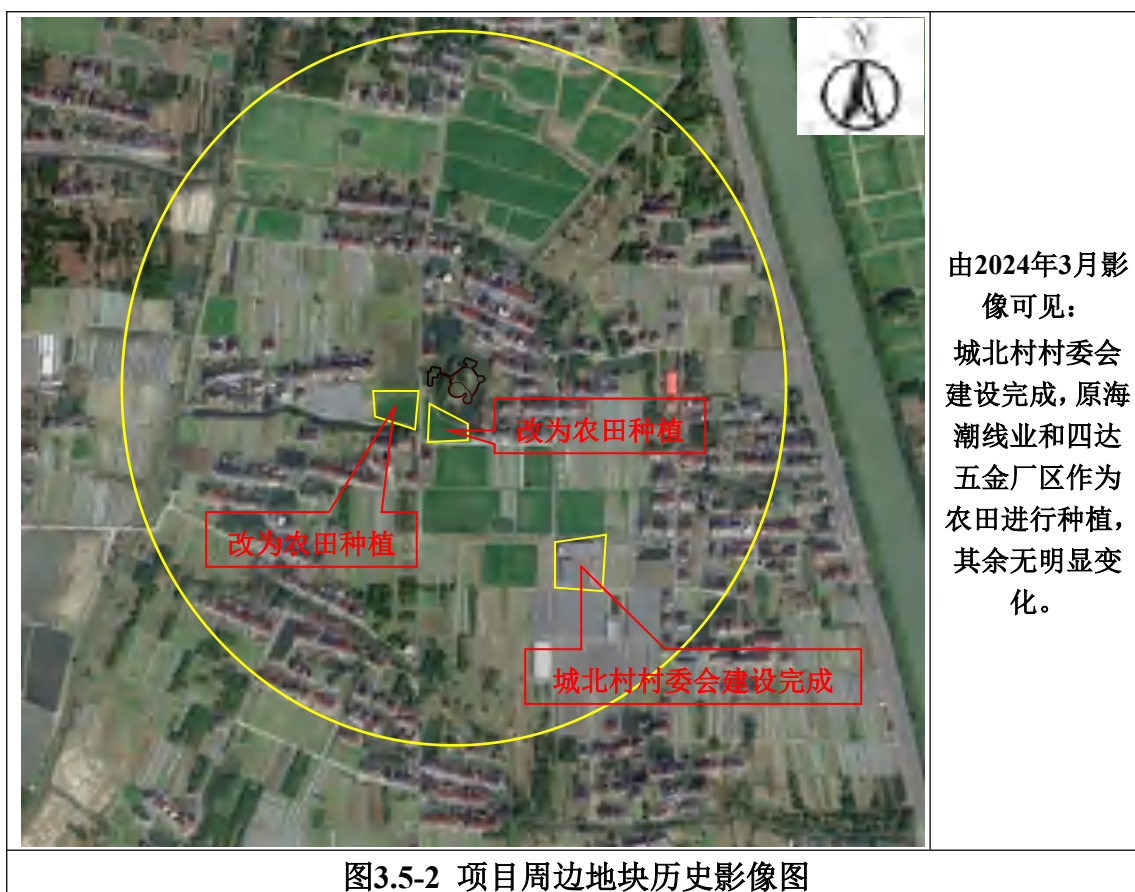 N
改为农田种植
改为农田种植
城北村村委会建设完成
由2024年3月影
像可见：
城北村村委会
建设完成，原海
潮线业和四达
五金厂区作为
农田进行种植，
其余无明显变
化。
图3.5-2 项目周边地块历史影像图